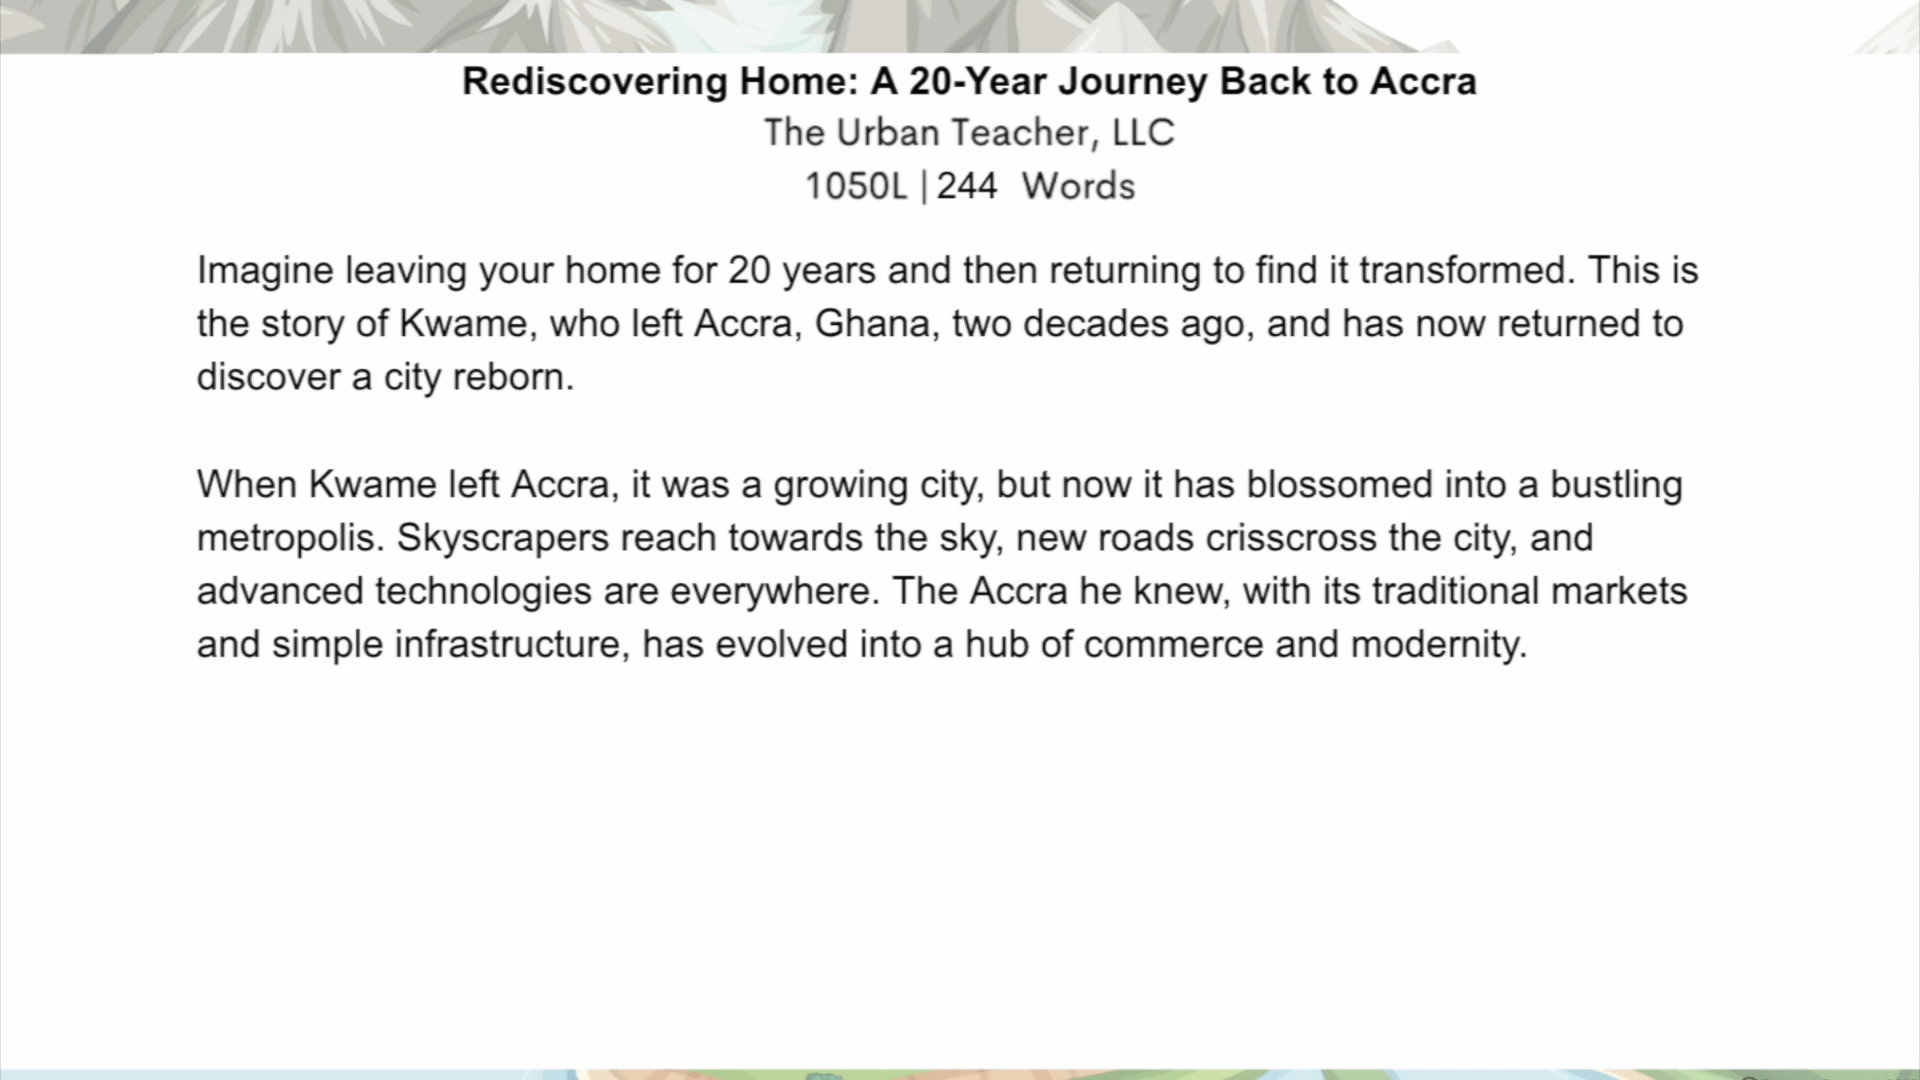 Rediscovering Home: A 20-Year Journey Back to Accra
The Urban Teacher, LLC
1050L | 244 Words
Imagine leaving your home for 20 years and then returning to find it transformed. This is
the story of Kwame, who left Accra, Ghana, two decades ago, and has now returned to
discover a city reborn.
When Kwame left Accra, it was a growing city, but now it has blossomed into a bustling
metropolis. Skyscrapers reach towards the sky, new roads crisscross the city, and
advanced technologies are everywhere. The Accra he knew, with its traditional markets
and simple infrastructure, has evolved into a hub of commerce and modernity.